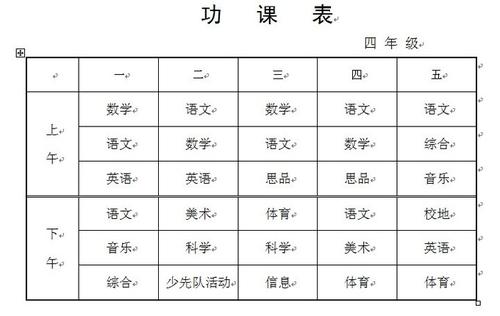 功 课 表
四 年 级
一 二 三 四 五
上午
数学 语文 数学 语文 语文
语文 数学 语文 数学 综合
英语 英语 思品 思品 音乐
下午
语文 美术 体育 语文 校地
音乐 科学 科学 美术 英语
综合 少先队活动 信息 体育 体育